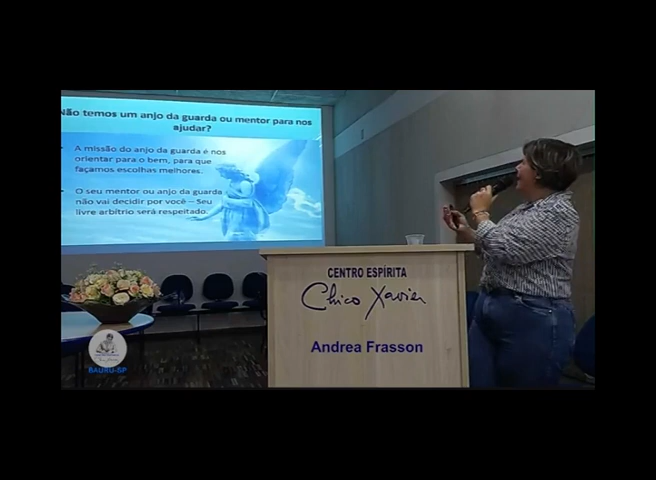 Não temos um anjo da guarda ou mentor para nos
ajudar?
A missão do anjo da guarda é nos
orientar para o bem, para que
façamos escolhas melhores.
O seu mentor ou anjo da guarda
não vai decidir por você – Seu
livre arbítrio será respeitado.
CENTRO ESPÍRITA
Chico Xavier
Andrea Frasson
BAURU-SP